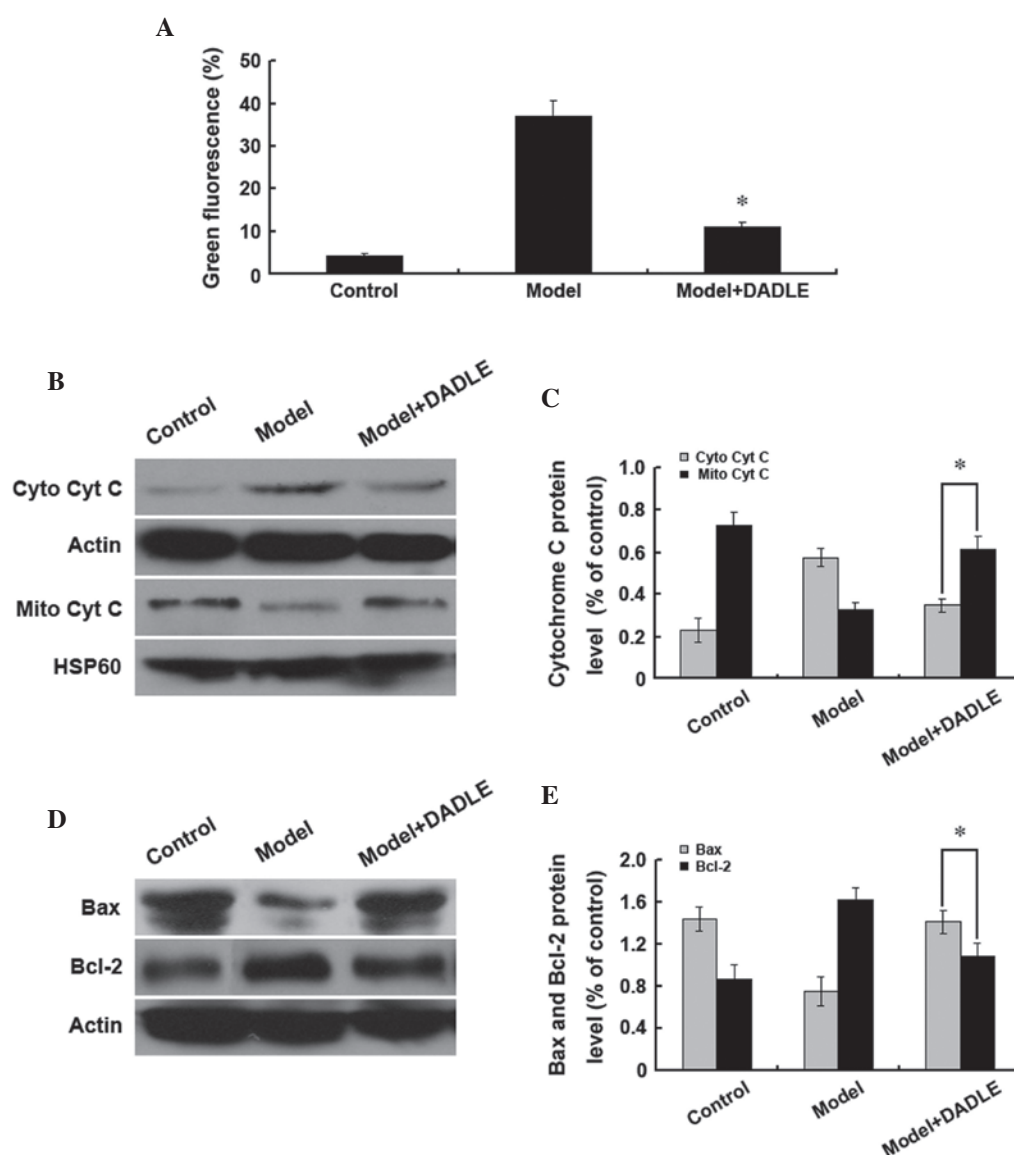 A
Green fluorescence (%)
50
40
30
20
10
0
*
Control
Model
Model+DADLE
B
Control
Model
Model+DADLE
Cyto Cyt C
Actin
Mito Cyt C
HSP60
C
Cyto Cyt C
Mito Cyt C
*
Cytochrome C protein
level (% of control)
1.0
0.8
0.6
0.4
0.2
0
Control
Model
Model+DADLE
D
Control
Model
Model+DADLE
Bax
Bcl-2
Actin
E
Bax
Bcl-2
*
Bax and Bcl-2 protein
level (% of control)
2.0
1.6
1.2
0.8
0.4
0
Control
Model
Model+DADLE